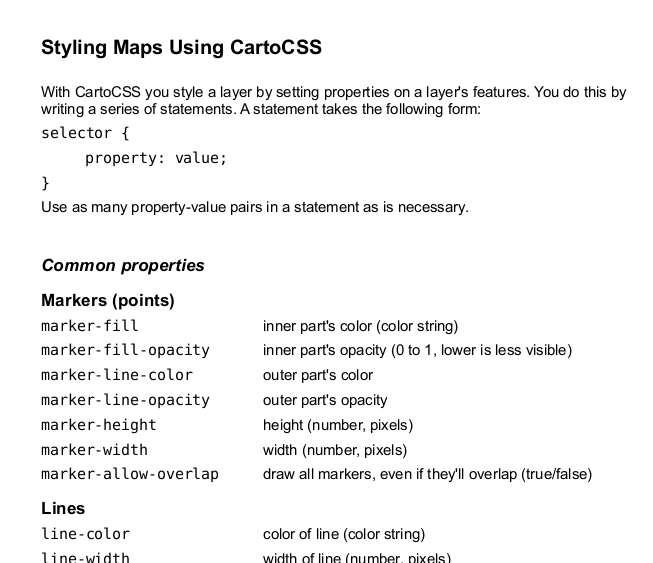 Styling Maps Using CartoCSS
With CartoCSS you style a layer by setting properties on a layer's features. You do this by
writing a series of statements. A statement takes the following form:
selector {
property: value;
}
Use as many property-value pairs in a statement as is necessary.
Common properties
Markers (points)
marker-fill inner part's color (color string)
marker-fill-opacity inner part's opacity (0 to 1, lower is less visible)
marker-line-color outer part's color
marker-line-opacity outer part's opacity
marker-height height (number, pixels)
marker-width width (number, pixels)
marker-allow-overlap draw all markers, even if they'll overlap (true/false)
Lines
line-color color of line (color string)
line-width width of line (number, pixels)